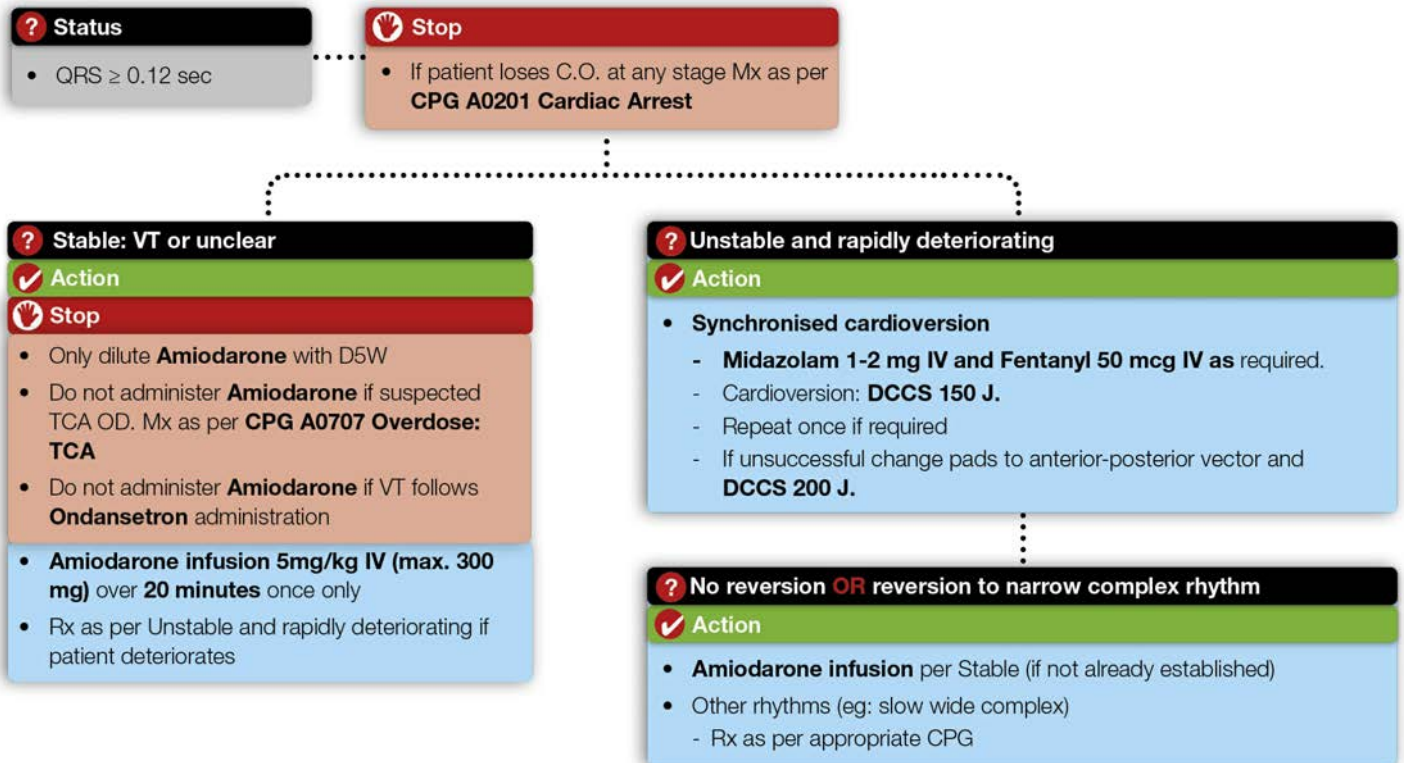 ? Status
• QRS ≥ 0.12 sec
Stop
• If patient loses C.O. at any stage Mx as per
CPG A0201 Cardiac Arrest
? Stable: VT or unclear
Action
Stop
• Only dilute Amiodarone with D5W
• Do not administer Amiodarone if suspected
TCA OD. Mx as per CPG A0707 Overdose:
TCA
• Do not administer Amiodarone if VT follows
Ondansetron administration
• Amiodarone infusion 5mg/kg IV (max. 300
mg) over 20 minutes once only
• Rx as per Unstable and rapidly deteriorating if
patient deteriorates
? Unstable and rapidly deteriorating
Action
• Synchronised cardioversion
- Midazolam 1-2 mg IV and Fentanyl 50 mcg IV as required.
- Cardioversion: DCCS 150 J.
- Repeat once if required
- If unsuccessful change pads to anterior-posterior vector and
DCCS 200 J.
? No reversion OR reversion to narrow complex rhythm
Action
• Amiodarone infusion per Stable (if not already established)
• Other rhythms (eg: slow wide complex)
- Rx as per appropriate CPG